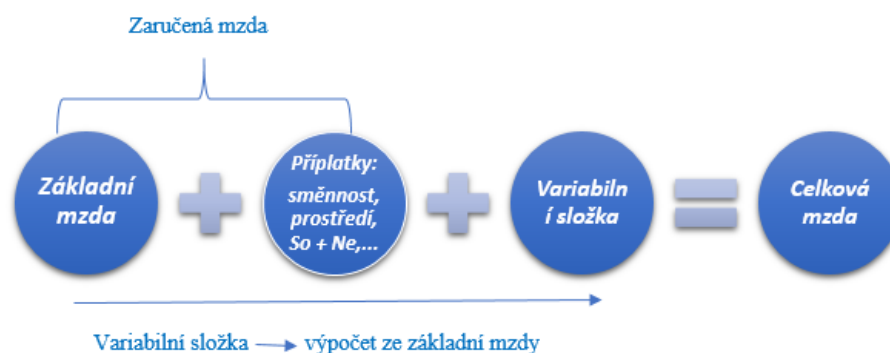 Zaručená mzda
Základní
mzda
Příplatky:
směnnost,
prostředí,
So + Ne,...
Variabiln
í složka
Celková
mzda
Variabilní složka → výpočet ze základní mzdy